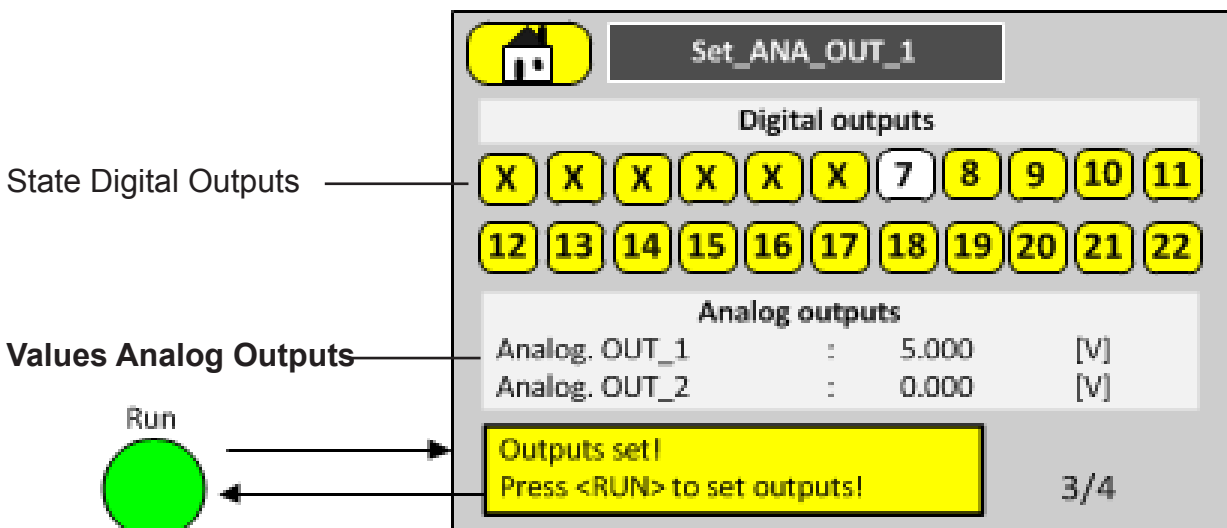 Set_ANA_OUT_1
Digital outputs
State Digital Outputs
X X X X X X 7 8 9 10 11
12 13 14 15 16 17 18 19 20 21 22
Analog outputs
Values Analog Outputs
Analog. OUT_1 : 5.000 [V]
Analog. OUT_2 : 0.000 [V]
Run
Outputs set!
Press <RUN> to set outputs!
3/4